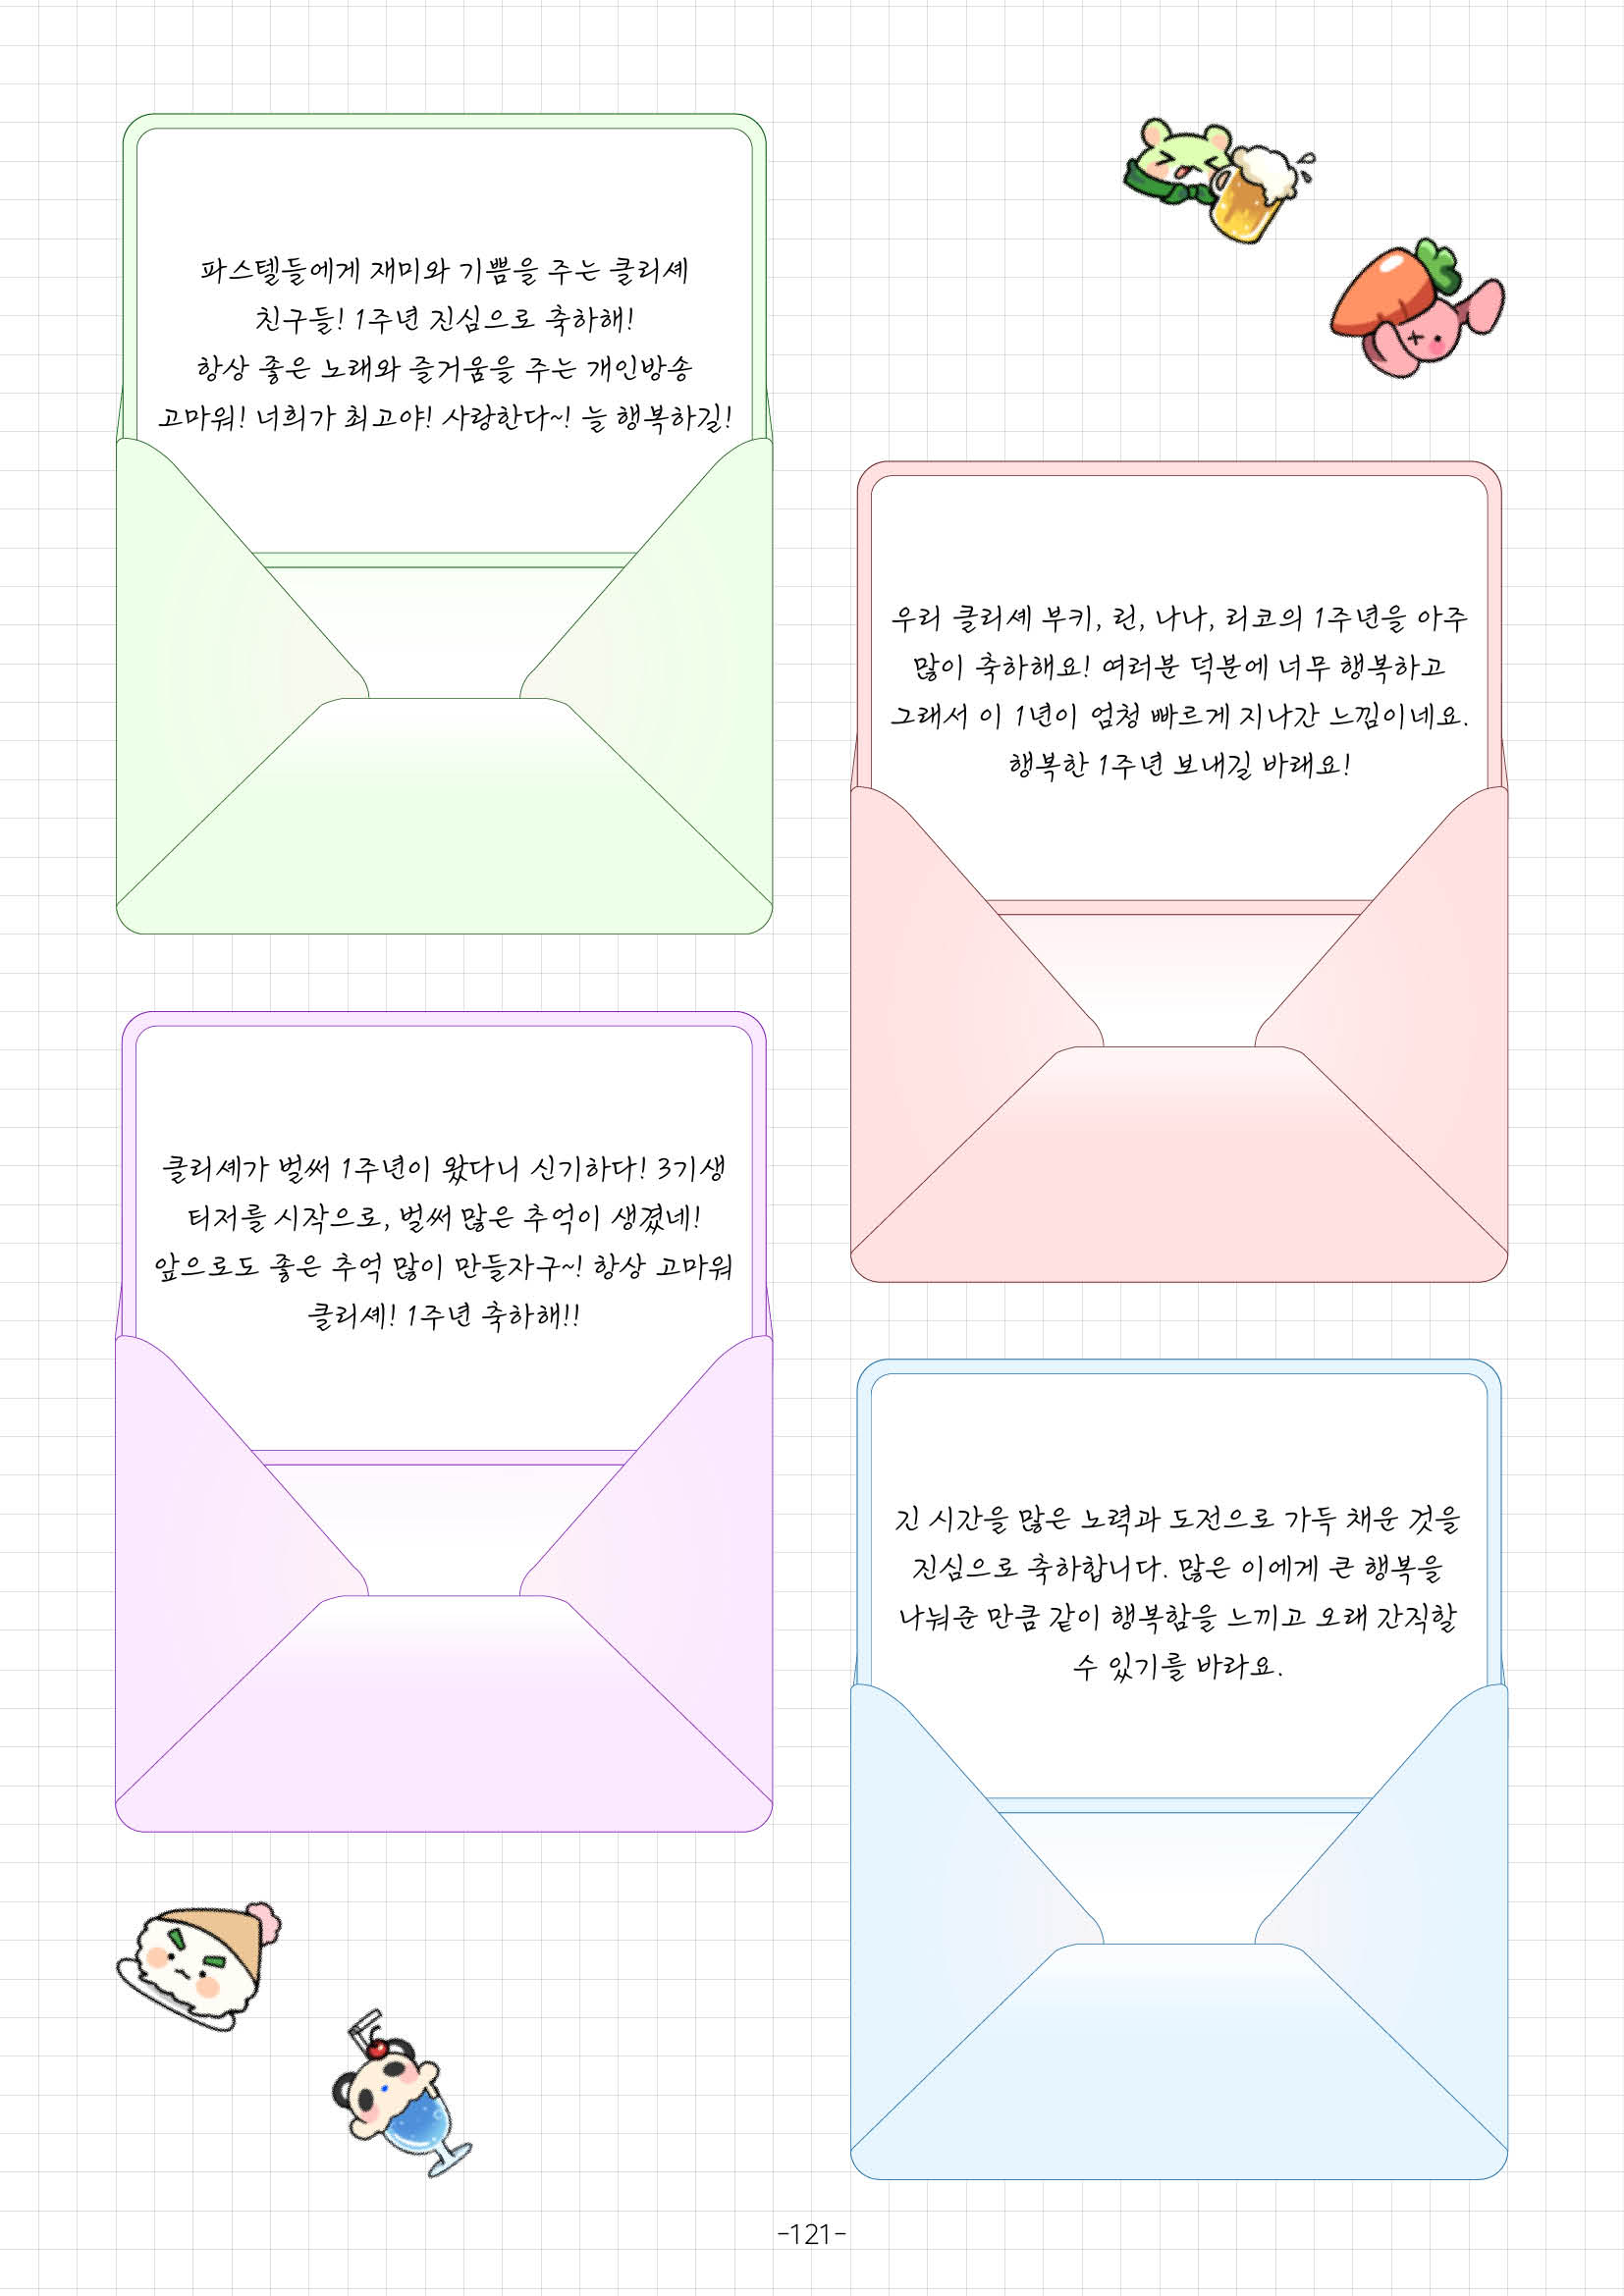 파스텔들에게 재미와 기쁨을 주는 클리셰
친구들! 1주년 진심으로 축하해!
항상 좋은 노래와 즐거움을 주는 개인방송
고마워! 너희가 최고야! 사랑한다~! 늘 행복하길!
우리 클리셰 부키, 린, 나나, 리코의 1주년을 아주
많이 축하해요! 여러분 덕분에 너무 행복하고
그래서 이 1년이 엄청 빠르게 지나간 느낌이네요.
행복한 1주년 보내길 바래요!
클리셰가 벌써 1주년이 왔다니 신기하다! 3기생
티저를 시작으로, 벌써 많은 추억이 생겼네!
앞으로도 좋은 추억 많이 만들자구~! 항상 고마워
클리셰! 1주년 축하해!!
긴 시간을 많은 노력과 도전으로 가득 채운 것을
진심으로 축하합니다. 많은 이에게 큰 행복을
나눠준 만큼 같이 행복함을 느끼고 오래 간직할
수 있기를 바라요.
-121-